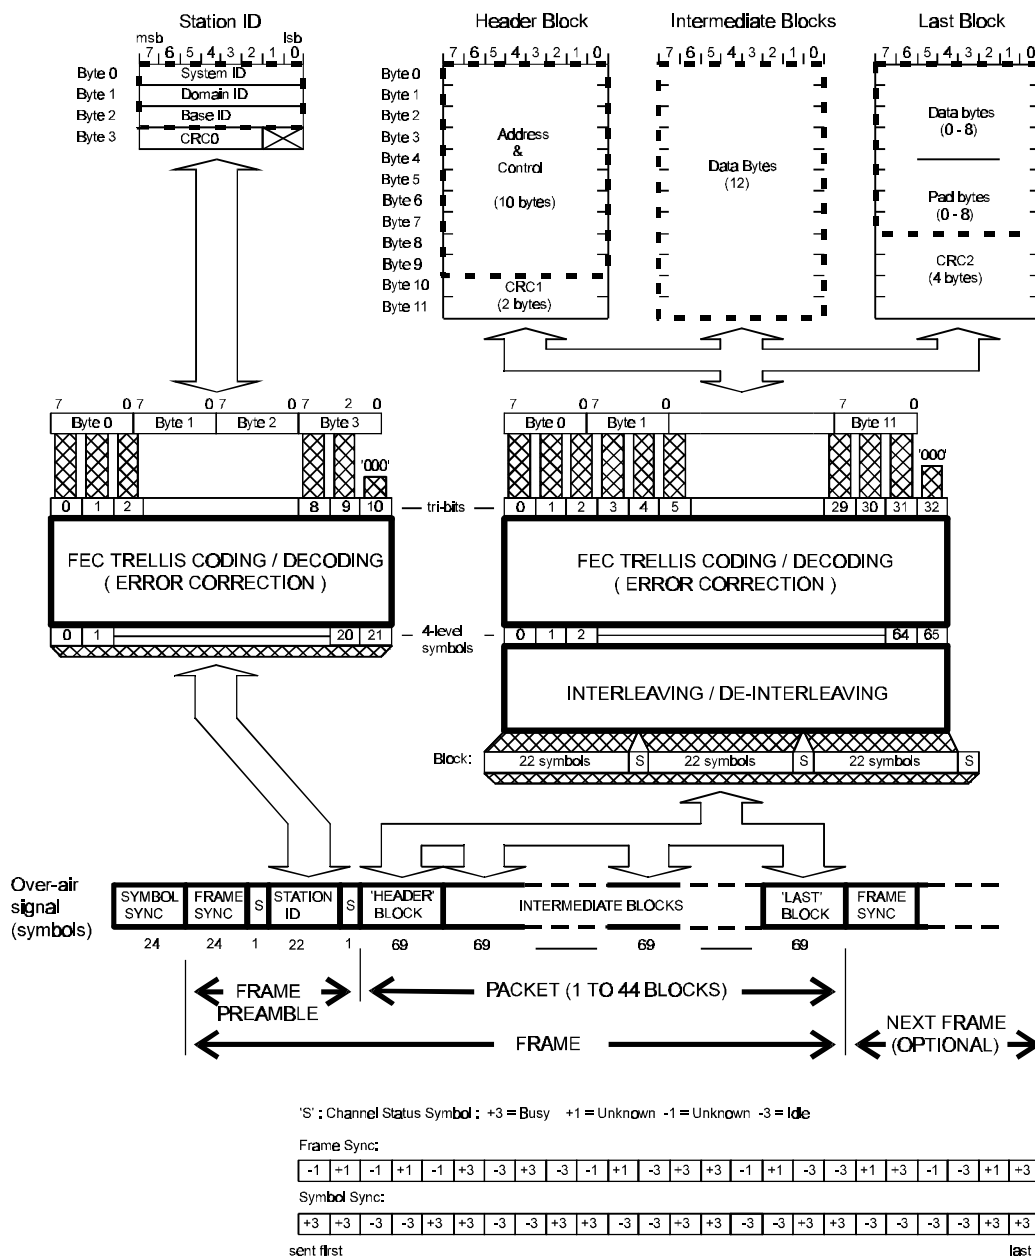 Station ID
Header Block
Intermediate Blocks
Last Block
msb lsb
7 6 5 4 3 2 1 0
7 6 5 4 3 2 1 0
7 6 5 4 3 2 1 0
7 6 5 4 3 2 1 0
Byte 0 System ID
Byte 1 Domain ID
Byte 2 Base ID
Byte 3 CRC0
Byte 0
Byte 1
Byte 2
Byte 3
Byte 4
Byte 5
Byte 6
Byte 7
Byte 8
Byte 9
Byte 10
Byte 11
Address
&
Control
(10 bytes)
CRC1
(2 bytes)
Data Bytes
(12)
Data bytes
(0 - 8)
Pad bytes
(0 - 8)
CRC2
(4 bytes)
7 0 7 0 7 0 7 2 0
Byte 0 Byte 1 Byte 2 Byte 3
'000'
0 1 2 8 9 10
7 0 7 0 7 0
Byte 0 Byte 1 Byte 11
'000'
tri-bits
0 1 2 3 4 5 29 30 31 32
FEC TRELLIS CODING / DECODING
( ERROR CORRECTION )
FEC TRELLIS CODING / DECODING
( ERROR CORRECTION )
0 1 20 21
4-level
symbols
0 1 2 64 65
INTERLEAVING / DE-INTERLEAVING
Block: 22 symbols S 22 symbols S 22 symbols S
Over-air
signal
(symbols)
SYMBOL
SYNC
FRAME
SYNC
S
STATION
ID
S
'HEADER'
BLOCK
INTERMEDIATE BLOCKS
'LAST'
BLOCK
FRAME
SYNC
24 24 1 22 1 69 69 69 69
FRAME
PREAMBLE
PACKET (1 TO 44 BLOCKS)
FRAME
NEXT FRAME
(OPTIONAL)
'S' : Channel Status Symbol : +3 = Busy +1 = Unknown -1 = Unknown -3 = Idle
Frame Sync:
-1 +1 -1 +1 -1 +3 -3 +3 -3 -1 +1 -3 +3 +3 -1 +1 -3 -3 +1 +3 -1 -3 +1 +3
Symbol Sync:
+3 +3 -3 -3 +3 +3 -3 -3 +3 +3 -3 -3 +3 +3 -3 -3 +3 +3 -3 -3 +3 +3 -3 -3 +3 +3
sent first last